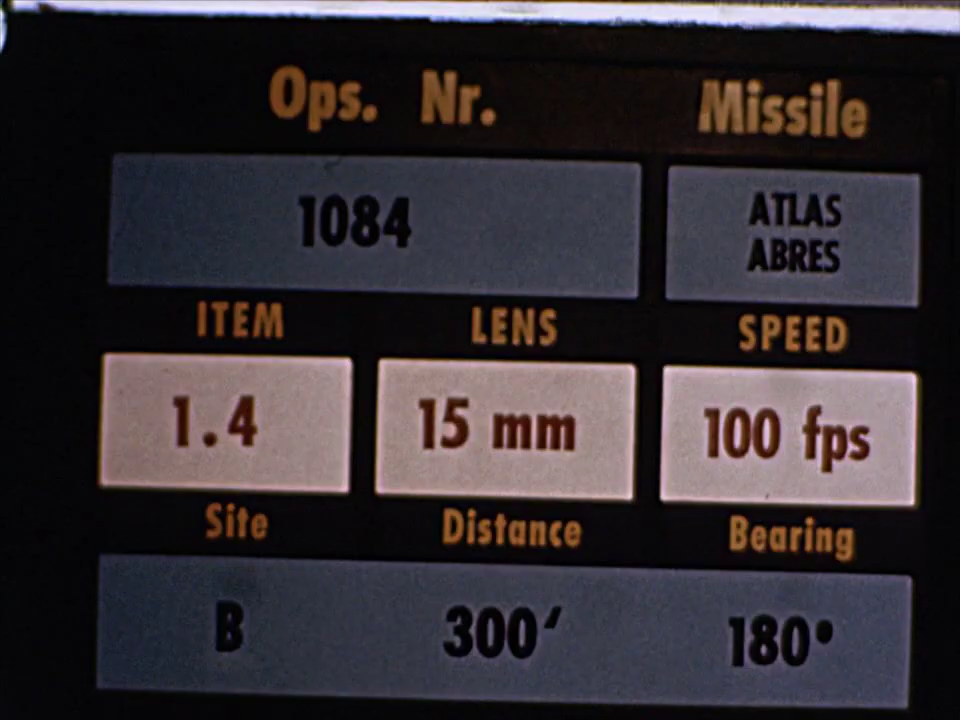 Ops. Nr. Missile
1084 ATLAS
ABRES
ITEM LENS SPEED
1.4 15 mm 100 fps
Site Distance Bearing
B 300′ 180°